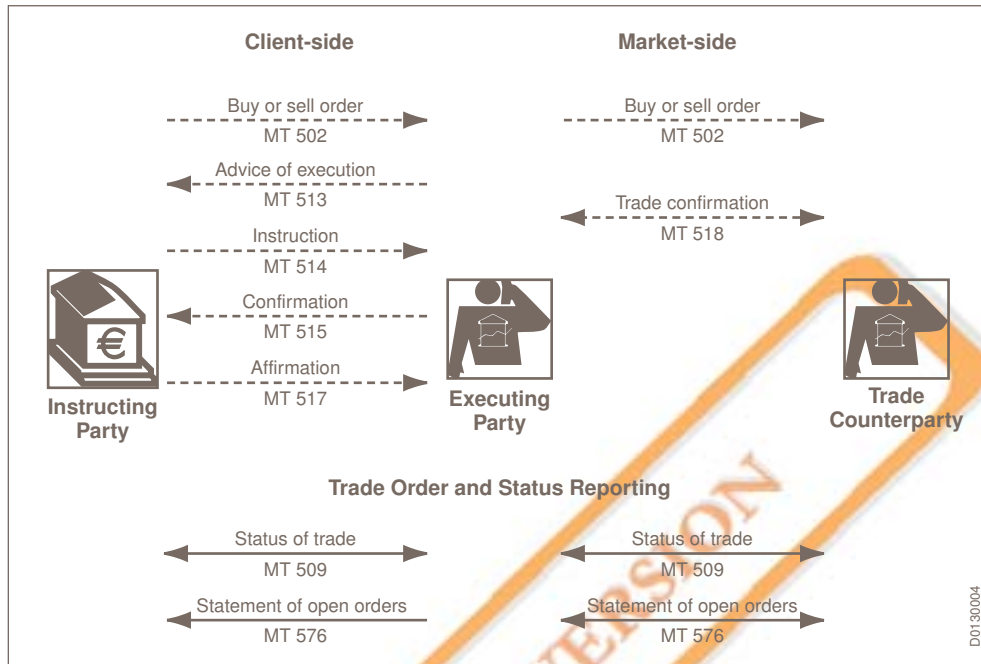 Client-side
Market-side
Buy or sell order
MT 502
Buy or sell order
MT 502
Advice of execution
MT 513
Trade confirmation
MT 518
Instruction
MT 514
Confirmation
MT 515
Affirmation
MT 517
€
Instructing
Party
Executing
Party
Trade
Counterparty
Trade Order and Status Reporting
Status of trade
MT 509
Status of trade
MT 509
Statement of open orders
MT 576
Statement of open orders
MT 576
D0130004
VERSION